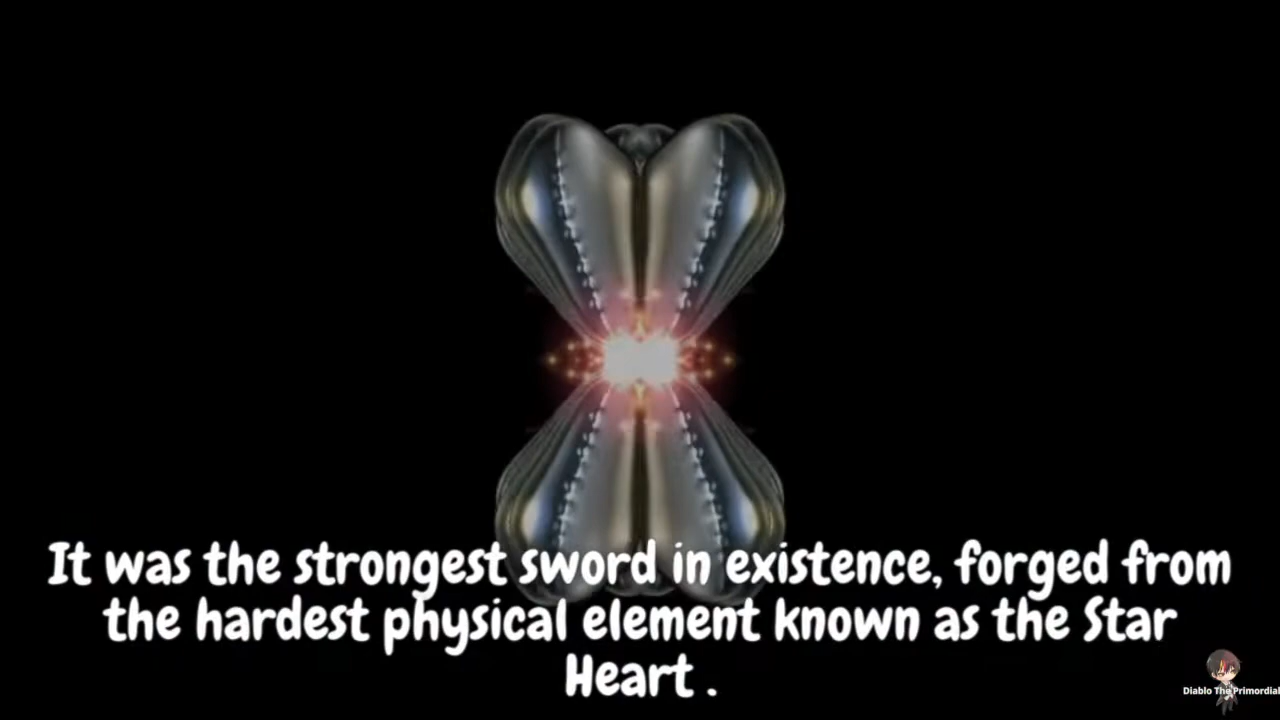 It was the strongest sword in existence, forged from
the hardest physical element known as the Star
Heart .
Diablo The Primordial